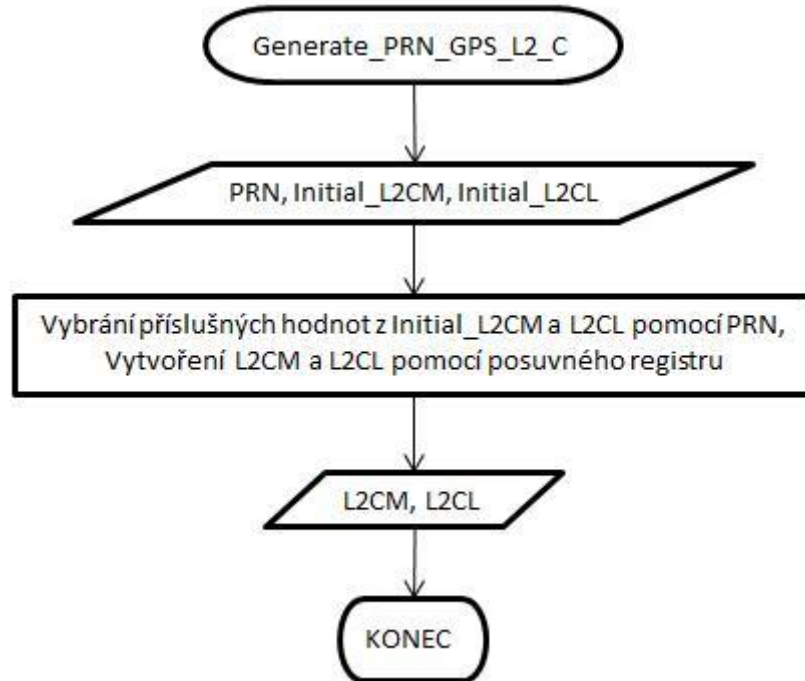 Generate_PRN_GPS_L2_C
PRN, Initial_L2CM, Initial_L2CL
Vybrání příslušných hodnot z Initial_L2CM a L2CL pomocí PRN,
Vytvoření L2CM a L2CL pomocí posuvného registru
L2CM, L2CL
KONEC